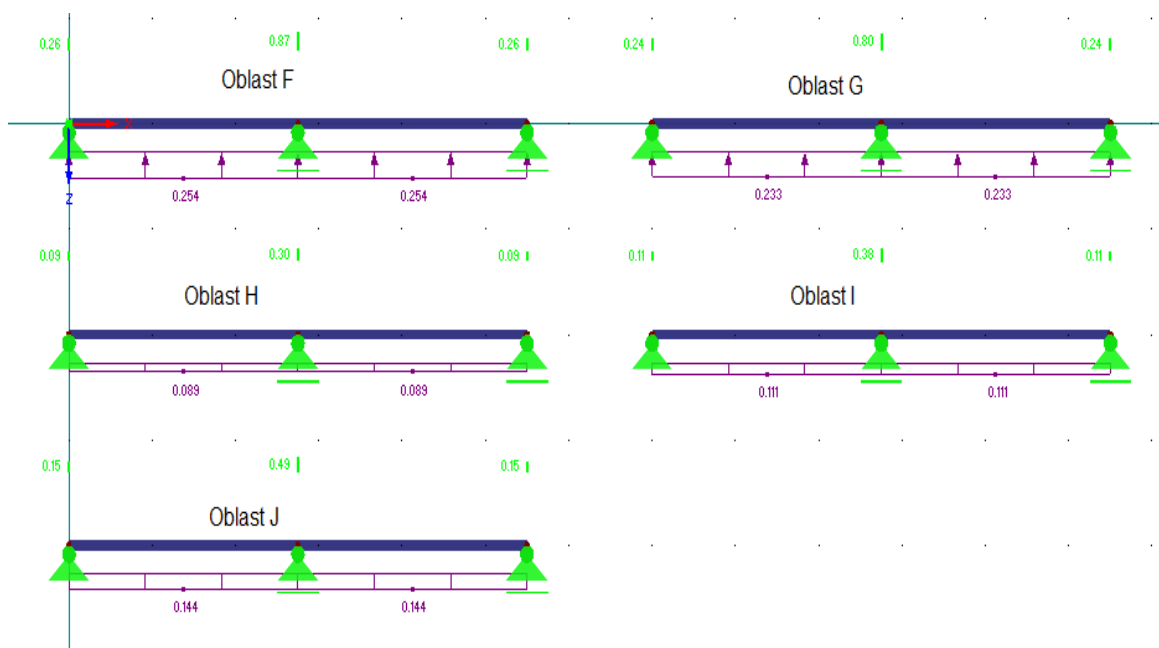 0.26 0.87 0.26 0.24 0.80 0.24
Oblast F Oblast G
X
Z
0.254 0.254 0.233 0.233
0.09 0.30 0.09 0.11 0.38 0.11
Oblast H Oblast I
0.089 0.089 0.111 0.111
0.15 0.49 0.15
Oblast J
0.144 0.144